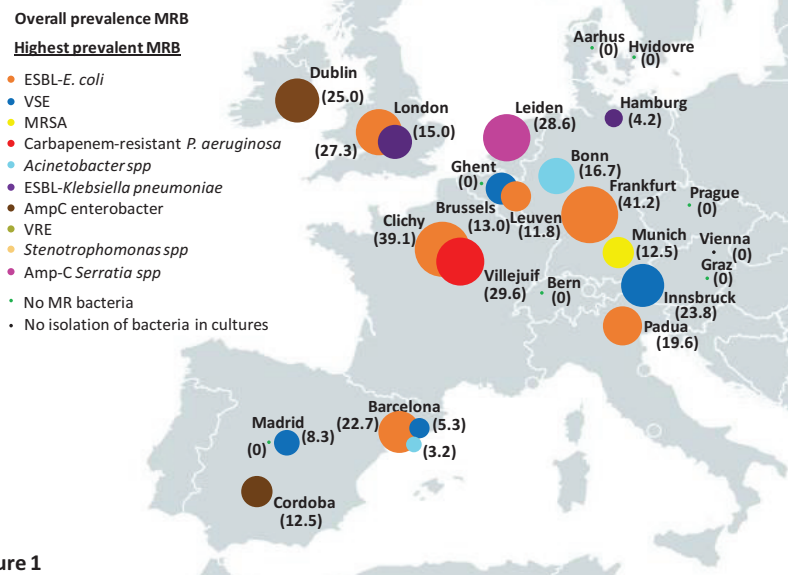 Overall prevalence MRB
Highest prevalent MRB
ESBL-E. coli
VSE
MRSA
Carbapenem-resistant P. aeruginosa
Acinetobacter spp
ESBL-Klebsiella pneumoniae
AmpC enterobacter
VRE
Stenotrophomonas spp
Amp-C Serratia spp
No MR bacteria
No isolation of bacteria in cultures
Aarhus
(0)
Hvidovre
(0)
Dublin
(25.0)
London
(15.0)
(27.3)
Leiden
(28.6)
Hamburg
(4.2)
Ghent
(0)
Bonn
(16.7)
Frankfurt
(41.2)
Prague
(0)
Brussels
(13.0)
Leuven
(11.8)
Clichy
(39.1)
Villejuif
(29.6)
Munich
(12.5)
Vienna
(0)
Graz
(0)
Bern
(0)
Innsbruck
(23.8)
Padua
(19.6)
Barcelona
(22.7)
(5.3)
(3.2)
Madrid
(8.3)
(0)
Cordoba
(12.5)
ure 1